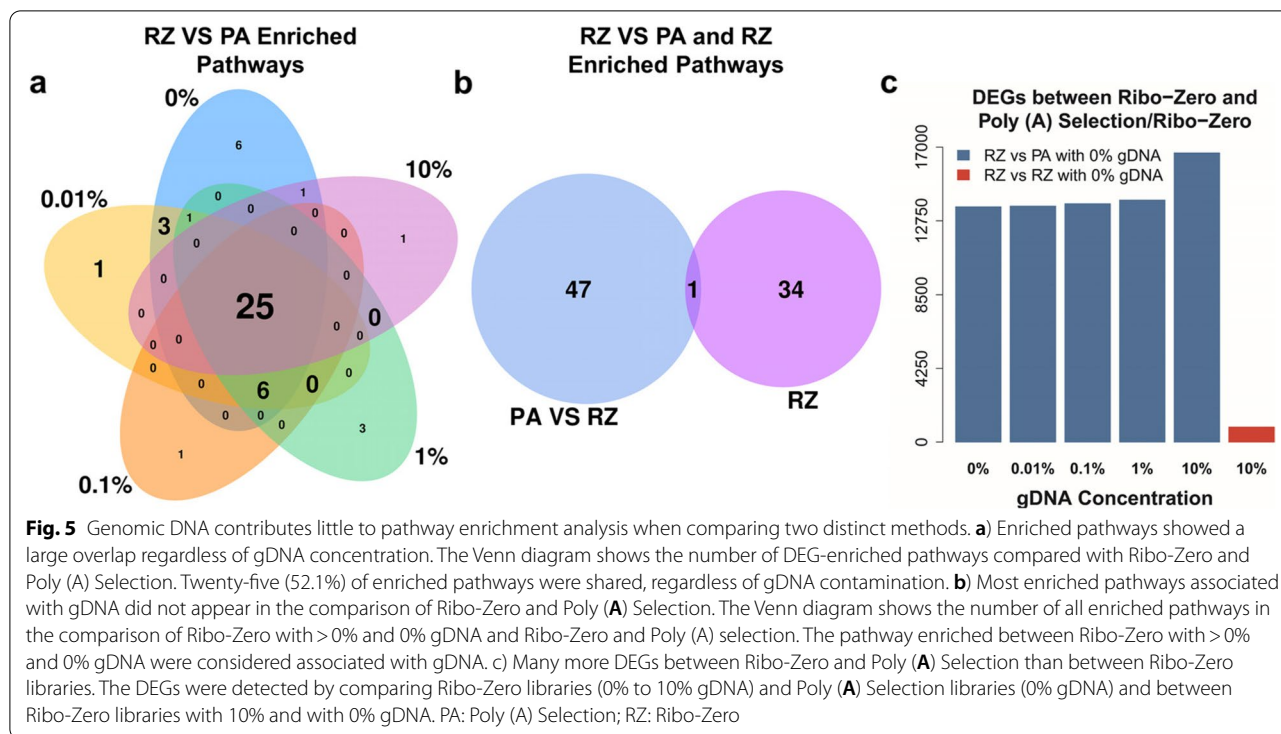 RZ VS PA Enriched
Pathways
a
0%
10%
0.01%
0.1%
1%
6
0
1
0
0
1
3
0
0
0
0
1
1
0
0
25
0
0
0
0
0
0
0
0
0
6
0
0
0
0
3
1
RZ VS PA and RZ
Enriched Pathways
b
47
1
34
PA VS RZ
RZ
c
DEGs between Ribo−Zero and
Poly (A) Selection/Ribo−Zero
RZ vs PA with 0% gDNA
RZ vs RZ with 0% gDNA
17000
12750
8500
4250
0
0% 0.01% 0.1% 1% 10% 10%
gDNA Concentration
Fig. 5 Genomic DNA contributes little to pathway enrichment analysis when comparing two distinct methods. a) Enriched pathways showed a
large overlap regardless of gDNA concentration. The Venn diagram shows the number of DEG-enriched pathways compared with Ribo-Zero and
Poly (A) Selection. Twenty-five (52.1%) of enriched pathways were shared, regardless of gDNA contamination. b) Most enriched pathways associated
with gDNA did not appear in the comparison of Ribo-Zero and Poly (A) Selection. The Venn diagram shows the number of all enriched pathways in
the comparison of Ribo-Zero with > 0% and 0% gDNA and Ribo-Zero and Poly (A) selection. The pathway enriched between Ribo-Zero with > 0%
and 0% gDNA were considered associated with gDNA. c) Many more DEGs between Ribo-Zero and Poly (A) Selection than between Ribo-Zero
libraries. The DEGs were detected by comparing Ribo-Zero libraries (0% to 10% gDNA) and Poly (A) Selection libraries (0% gDNA) and between
Ribo-Zero libraries with 10% and with 0% gDNA. PA: Poly (A) Selection; RZ: Ribo-Zero